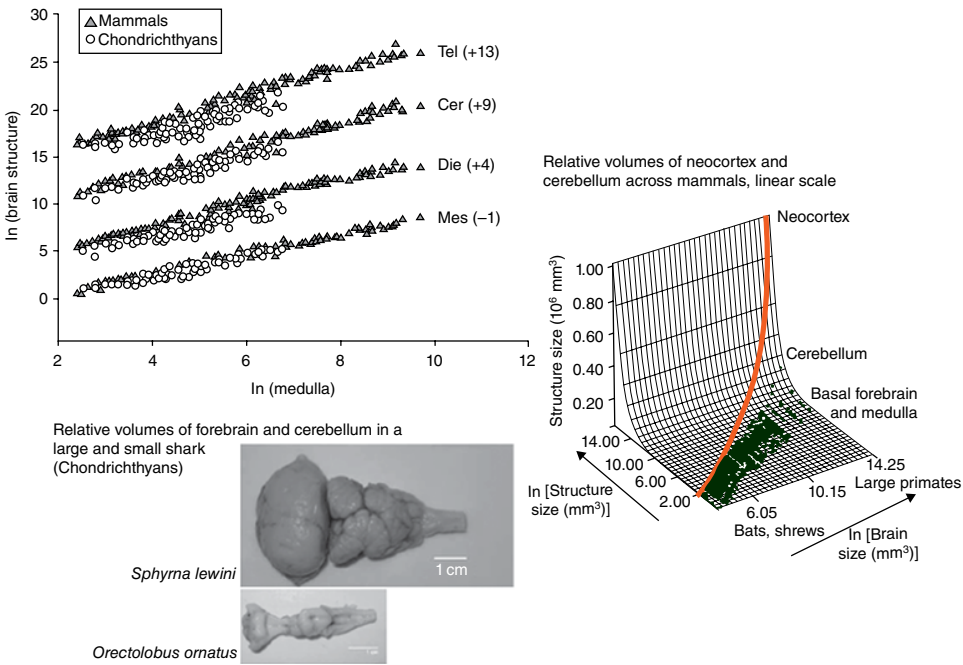 30
25
20
15
10
5
0
ln (brain structure)
Mammals
Chondrichthyans
Tel (+13)
Cer (+9)
Die (+4)
Mes (−1)
2 4 6 8 10 12
ln (medulla)
Relative volumes of forebrain and cerebellum in a
large and small shark
(Chondrichthyans)
Sphyrna lewini
1 cm
Orectolobus ornatus
Relative volumes of neocortex and
cerebellum across mammals, linear scale
Neocortex
Structure size (10⁶ mm³)
1.00
0.80
0.60
0.40
0.20
Cerebellum
Basal forebrain
and medulla
14.00
10.00
6.00
2.00
ln [Structure
size (mm³)]
14.25
Large primates
10.15
6.05
Bats, shrews
ln [Brain
size (mm³)]